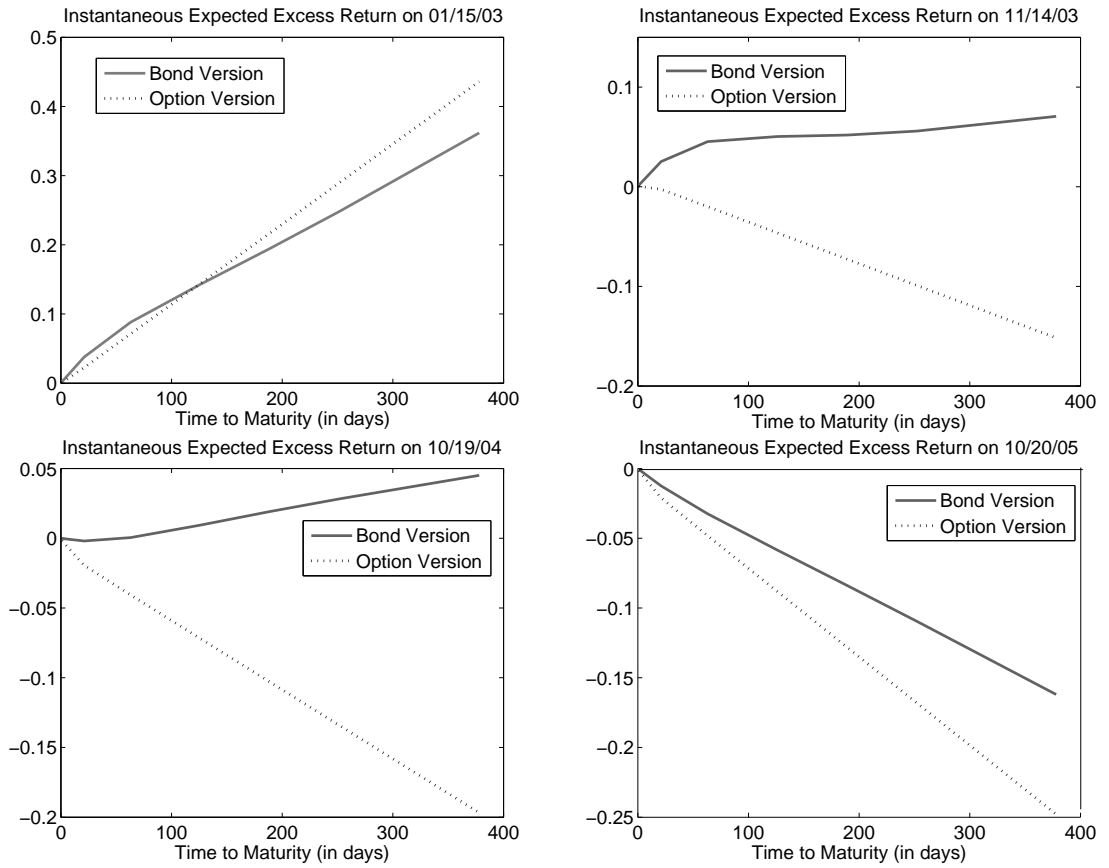 Instantaneous Expected Excess Return on 01/15/03
0.5
0.4
0.3
0.2
0.1
0
Bond Version
Option Version
0
100
200
300
400
Time to Maturity (in days)
Instantaneous Expected Excess Return on 11/14/03
0.1
0
−0.1
−0.2
Bond Version
Option Version
0
100
200
300
400
Time to Maturity (in days)
Instantaneous Expected Excess Return on 10/19/04
0.05
0
−0.05
−0.1
−0.15
−0.2
Bond Version
Option Version
0
100
200
300
400
Time to Maturity (in days)
Instantaneous Expected Excess Return on 10/20/05
0
−0.05
−0.1
−0.15
−0.2
−0.25
Bond Version
Option Version
0
100
200
300
400
Time to Maturity (in days)